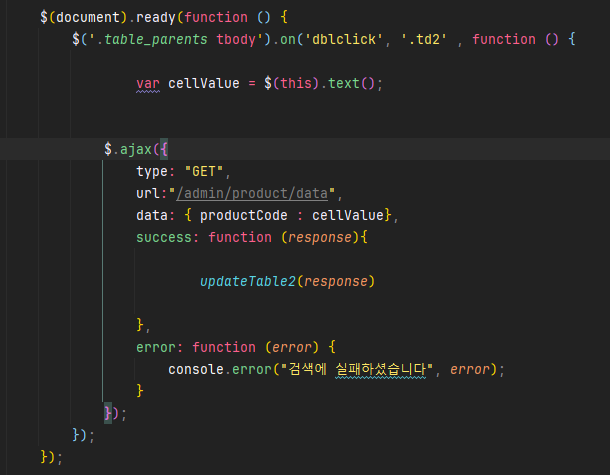 $(document).ready(function () {
$('.table_parents tbody').on('dblclick', '.td2' , function () {
var cellValue = $(this).text();
$.ajax({
type: "GET",
url:"/admin/product/data",
data: { productCode : cellValue},
success: function (response){
updateTable2(response)
},
error: function (error) {
console.error("검색에 실패하셨습니다", error);
}
});
});
});